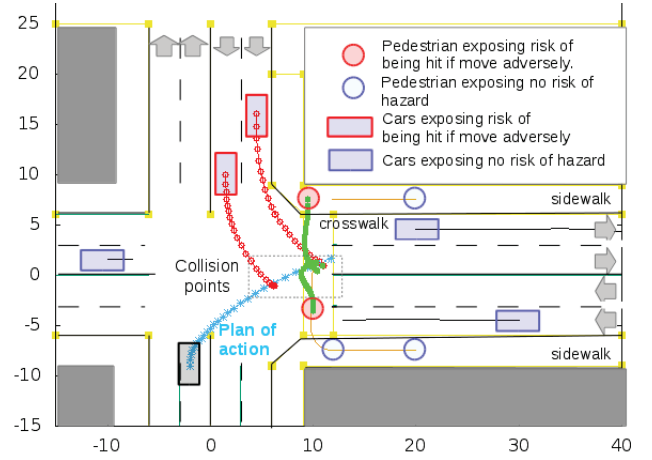 25
20
15
10
5
0
-5
-10
-15
-10
0
10
20
30
40
Pedestrian exposing risk of
being hit if move adversely.
Pedestrian exposing no risk of
hazard
Cars exposing risk of
being hit if move adversely
Cars exposing no risk of hazard
sidewalk
crosswalk
Collision
points
Plan of
action
sidewalk